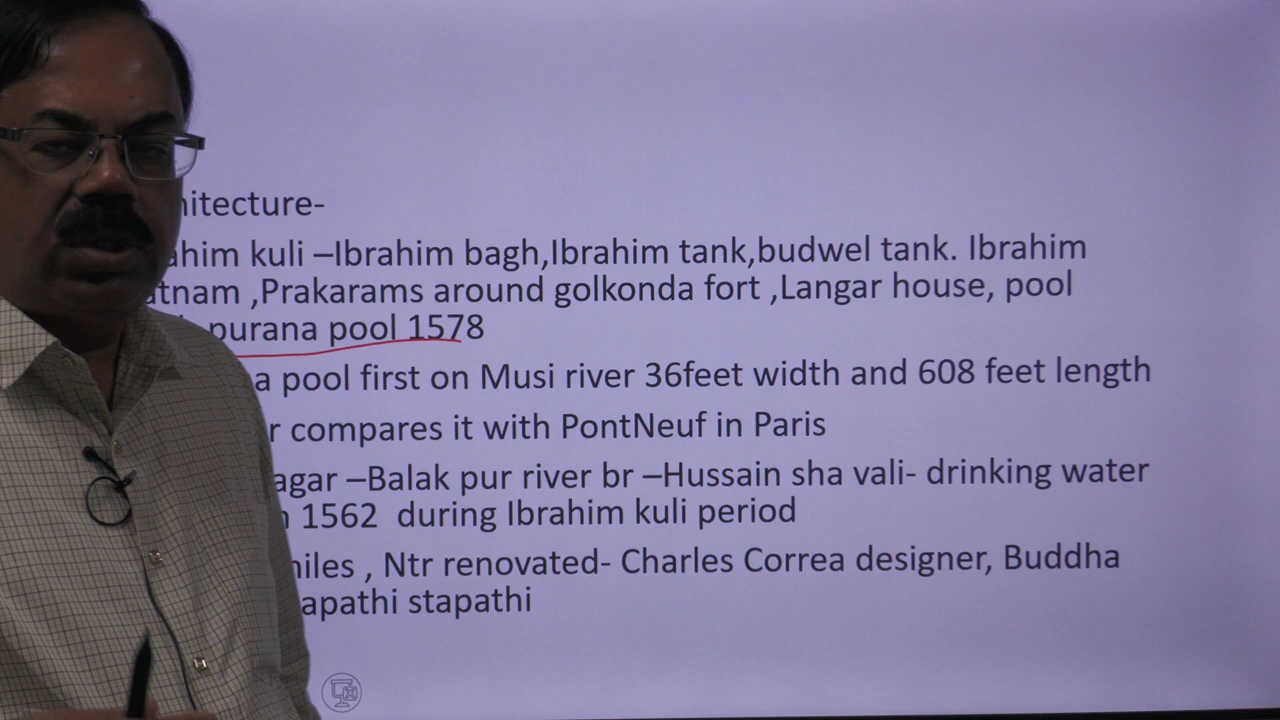 hitecture-
ahim kuli –Ibrahim bagh,Ibrahim tank,budwel tank. Ibrahim
atnam ,Prakarams around golkonda fort ,Langar house, pool
purana pool 1578
a pool first on Musi river 36feet width and 608 feet length
r compares it with PontNeuf in Paris
agar –Balak pur river br –Hussain sha vali- drinking water
1562 during Ibrahim kuli period
miles , Ntr renovated- Charles Correa designer, Buddha
apathi stapathi